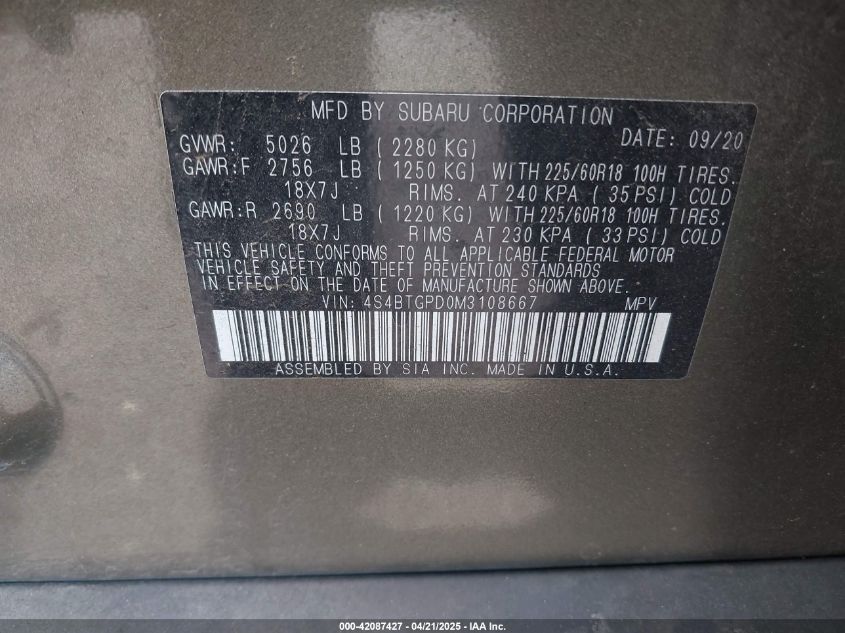 MFD BY SUBARU CORPORATION
DATE: 09/20
GVWR: 5026 LB ( 2280 KG)
GAWR:F 2756 LB ( 1250 KG) WITH 225/60R18 100H TIRES.
18X7J RIMS. AT 240 KPA ( 35 PSI) COLD
GAWR:R 2690 LB ( 1220 KG) WITH 225/60R18 100H TIRES.
18X7J RIMS. AT 230 KPA ( 33 PSI) COLD
THIS VEHICLE CONFORMS TO ALL APPLICABLE FEDERAL MOTOR
VEHICLE SAFETY AND THEFT PREVENTION STANDARDS
IN EFFECT ON THE DATE OF MANUFACTURE SHOWN ABOVE.
VIN: 4S4BTGPD0M3108667 MPV
ASSEMBLED BY SIA INC. MADE IN U.S.A.
000-42087427 - 04/21/2025 - IAA Inc.